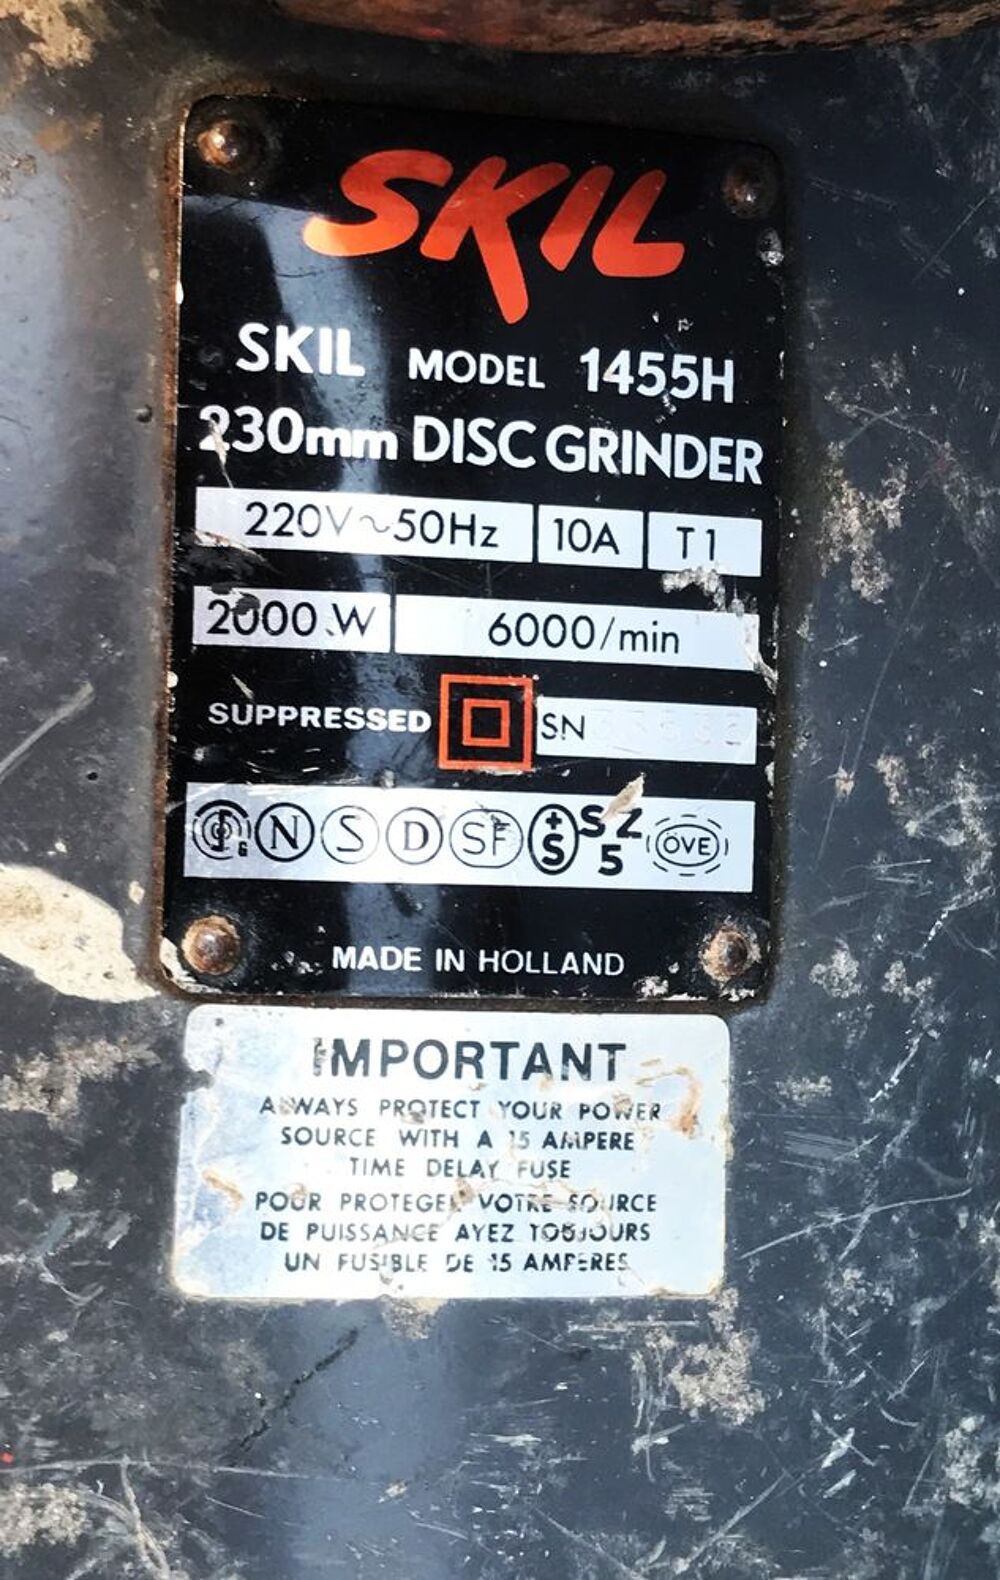 SKIL
SKIL MODEL 1455H
230mm DISC GRINDER
220V~50Hz 10A T1
2000 W 6000/min
SUPPRESSED SN
N S D SF +S SZ 5 OVE
MADE IN HOLLAND
IMPORTANT
ALWAYS PROTECT YOUR POWER
SOURCE WITH A 15 AMPERE
TIME DELAY FUSE
POUR PROTEGER VOTRE SOURCE
DE PUISSANCE AYEZ TOUJOURS
UN FUSIBLE DE 15 AMPERES